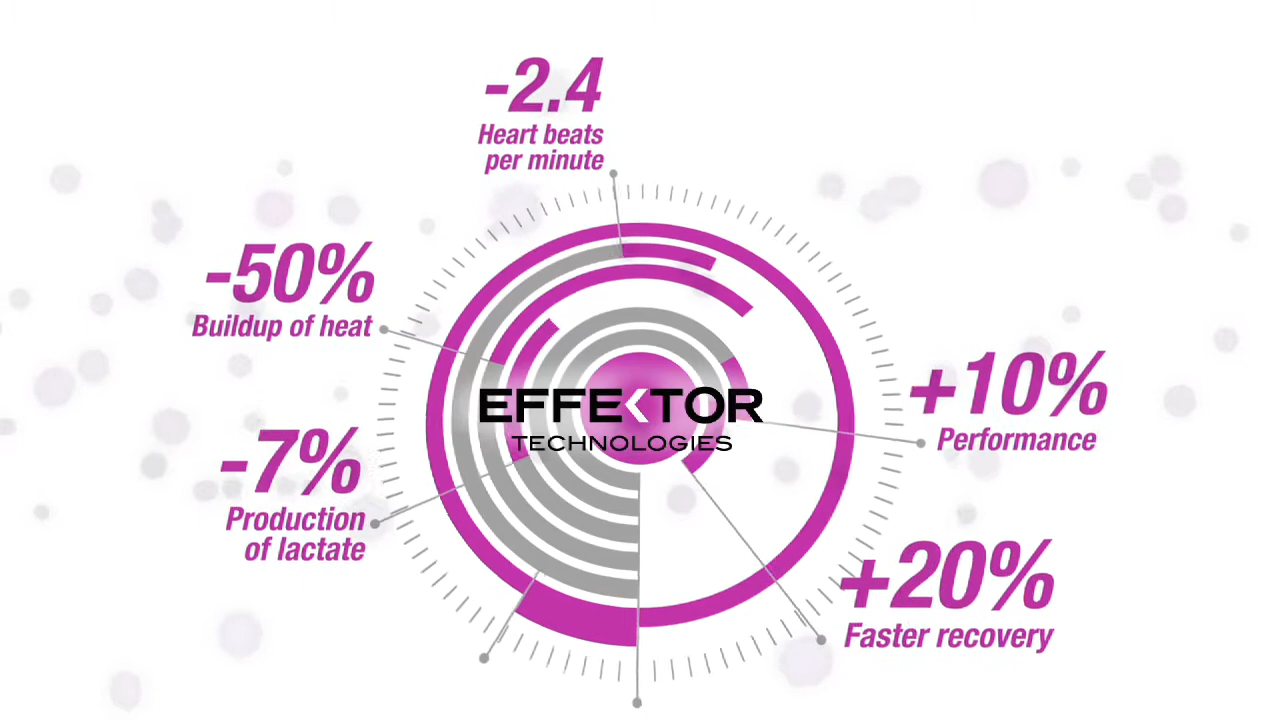 -2.4
Heart beats
per minute
-50%
Buildup of heat
+10%
Performance
EFFEKTOR
TECHNOLOGIES
-7%
Production
of lactate
+20%
Faster recovery